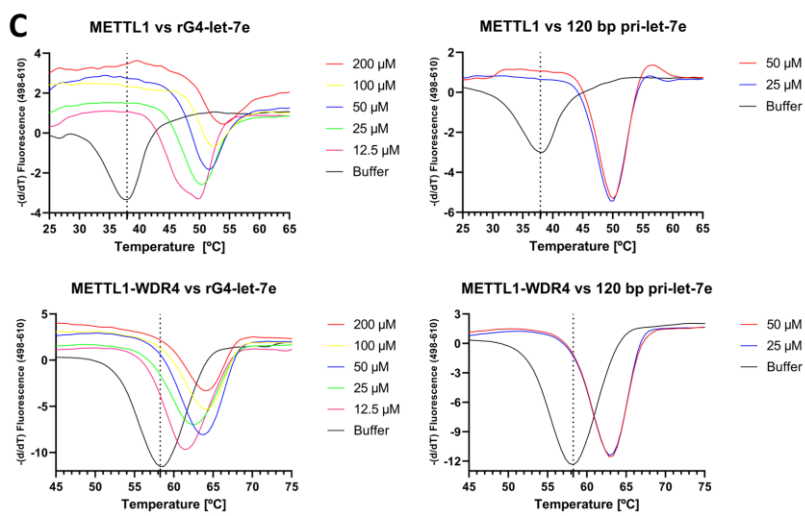 C
METTL1 vs rG4-let-7e
-(d/dT) Fluorescence (498-610)
4
2
0
-2
-4
25 30 35 40 45 50 55 60 65
Temperature [ºC]
200 µM
100 µM
50 µM
25 µM
12.5 µM
Buffer
METTL1 vs 120 bp pri-let-7e
-(d/dT) Fluorescence (498-610)
2
0
-2
-4
-6
25 30 35 40 45 50 55 60 65
Temperature [ºC]
50 µM
25 µM
Buffer
METTL1-WDR4 vs rG4-let-7e
-(d/dT) Fluorescence (498-610)
5
0
-5
-10
45 50 55 60 65 70 75
Temperature [ºC]
200 µM
100 µM
50 µM
25 µM
12.5 µM
Buffer
METTL1-WDR4 vs 120 bp pri-let-7e
-(d/dT) Fluorescence (498-610)
3
0
-3
-6
-9
-12
45 50 55 60 65 70 75
Temperature [ºC]
50 µM
25 µM
Buffer